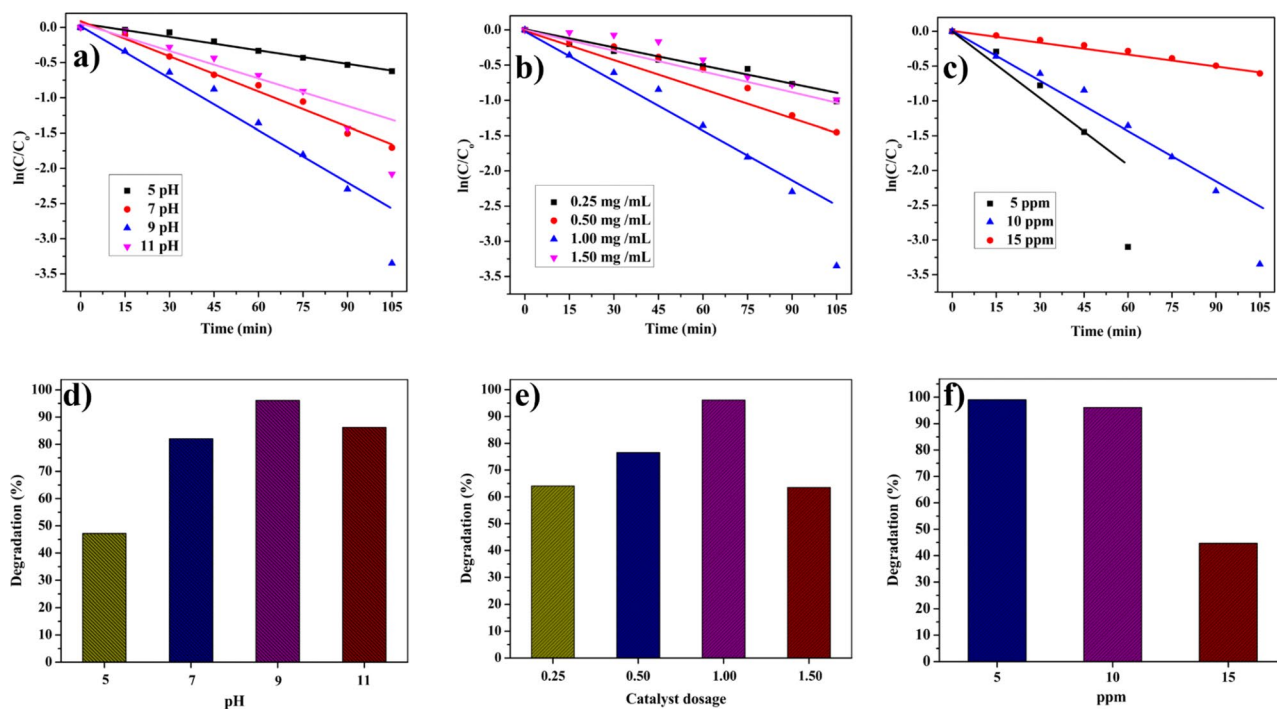 a)
0.0
-0.5
-1.0
-1.5
-2.0
-2.5
-3.0
-3.5
ln(C/Co)
5 pH
7 pH
9 pH
11 pH
0 15 30 45 60 75 90 105
Time (min)
b)
0.0
-0.5
-1.0
-1.5
-2.0
-2.5
-3.0
-3.5
ln(C/Co)
0.25 mg /mL
0.50 mg /mL
1.00 mg /mL
1.50 mg /mL
0 15 30 45 60 75 90 105
Time (min)
c)
0.0
-0.5
-1.0
-1.5
-2.0
-2.5
-3.0
-3.5
ln(C/Co)
5 ppm
10 ppm
15 ppm
0 15 30 45 60 75 90 105
Time (min)
d)
100
90
80
70
60
50
40
30
20
10
0
Degradation (%)
5 7 9 11
pH
e)
100
90
80
70
60
50
40
30
20
10
0
Degradation (%)
0.25 0.50 1.00 1.50
Catalyst dosage
f)
100
90
80
70
60
50
40
30
20
10
0
Degradation (%)
5 10 15
ppm